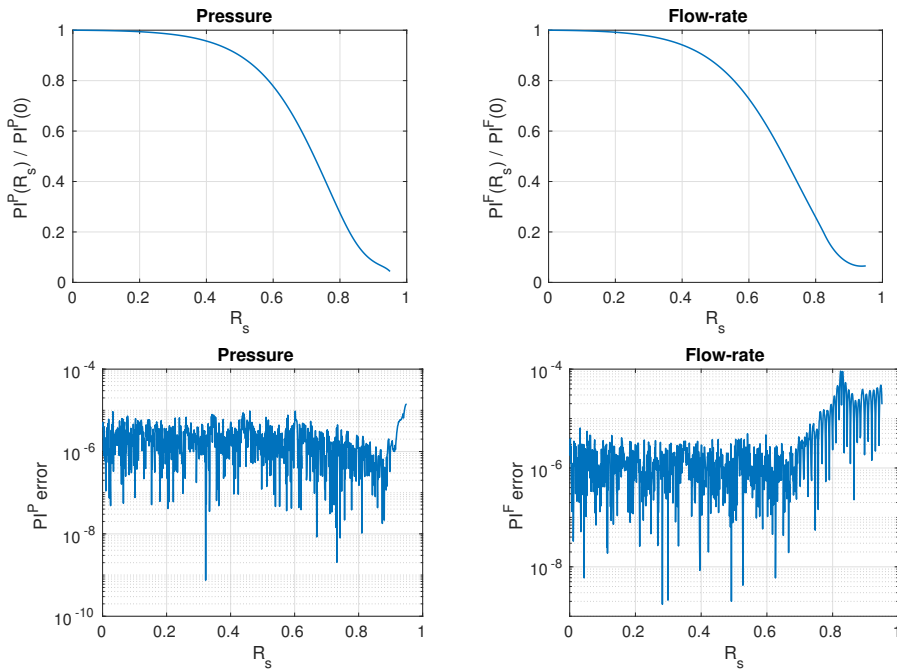 Pressure
PI^P(R_s) / PI^P(0)
1
0.8
0.6
0.4
0.2
0
0 0.2 0.4 0.6 0.8 1
R_s
Flow-rate
PI^F(R_s) / PI^F(0)
1
0.8
0.6
0.4
0.2
0
0 0.2 0.4 0.6 0.8 1
R_s
Pressure
PI^P error
10^-4
10^-6
10^-8
10^-10
0 0.2 0.4 0.6 0.8 1
R_s
Flow-rate
PI^F error
10^-4
10^-6
10^-8
0 0.2 0.4 0.6 0.8 1
R_s